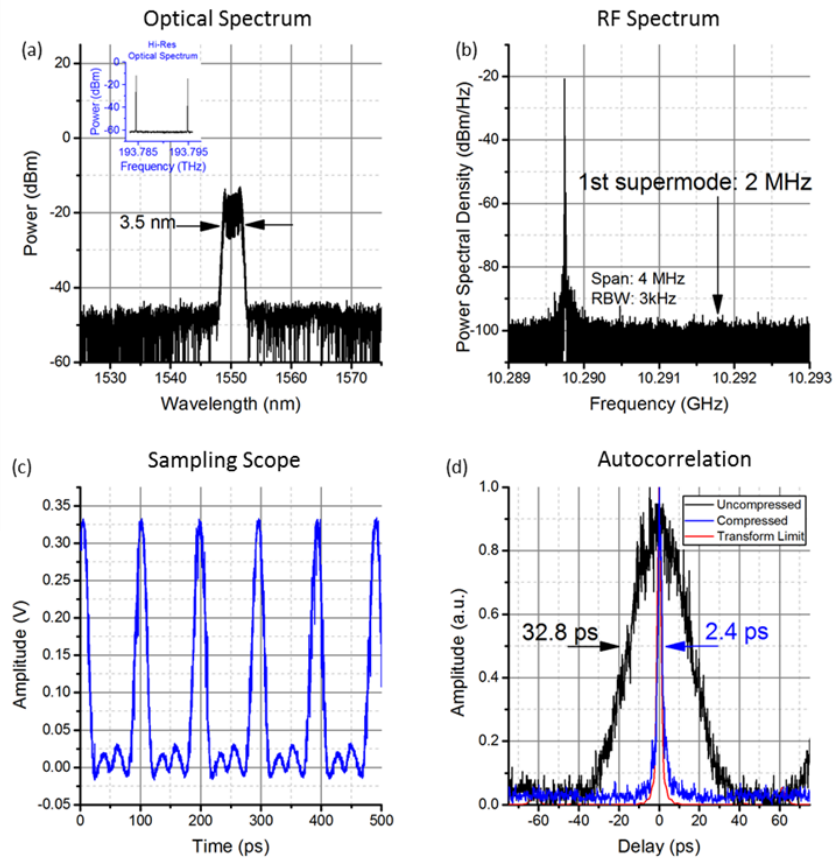 Optical Spectrum
(a)
Hi-Res
Optical Spectrum
0
-20
-40
-60
Power (dBm)
193.785
193.795
Frequency (THz)
20
0
-20
-40
-60
Power (dBm)
3.5 nm
1530
1540
1550
1560
1570
Wavelength (nm)
RF Spectrum
(b)
-20
-40
-60
-80
-100
Power Spectral Density (dBm/Hz)
1st supermode: 2 MHz
Span: 4 MHz
RBW: 3kHz
10.289
10.290
10.291
10.292
10.293
Frequency (GHz)
Sampling Scope
(c)
0.35
0.30
0.25
0.20
0.15
0.10
0.05
0.00
-0.05
Amplitude (V)
0
100
200
300
400
500
Time (ps)
Autocorrelation
(d)
1.0
0.8
0.6
0.4
0.2
0.0
Amplitude (a.u.)
Uncompressed
Compressed
Transform Limit
32.8 ps
2.4 ps
-60
-40
-20
0
20
40
60
Delay (ps)